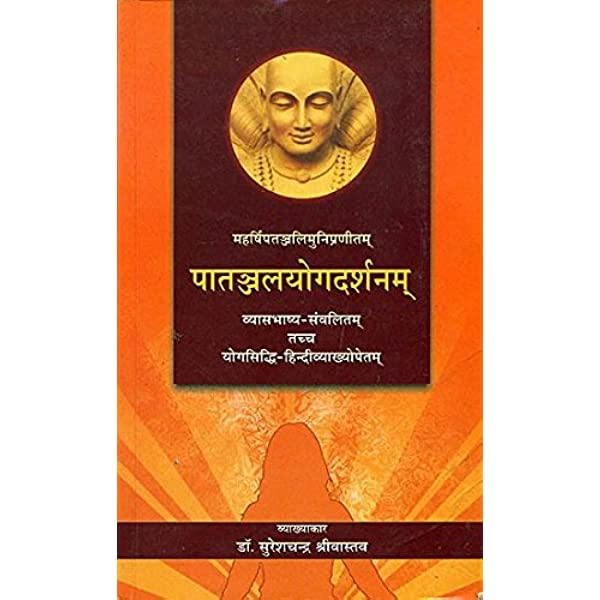 महर्षिपतञ्जलिमुनिप्रणीतम्
पातञ्जलयोगदर्शनम्
व्यासभाष्य-संवलितम्
तच्च
योगसिद्धि-हिन्दीव्याख्योपेतम्
व्याख्याकार
डॉ. सुरेशचन्द्र श्रीवास्तव